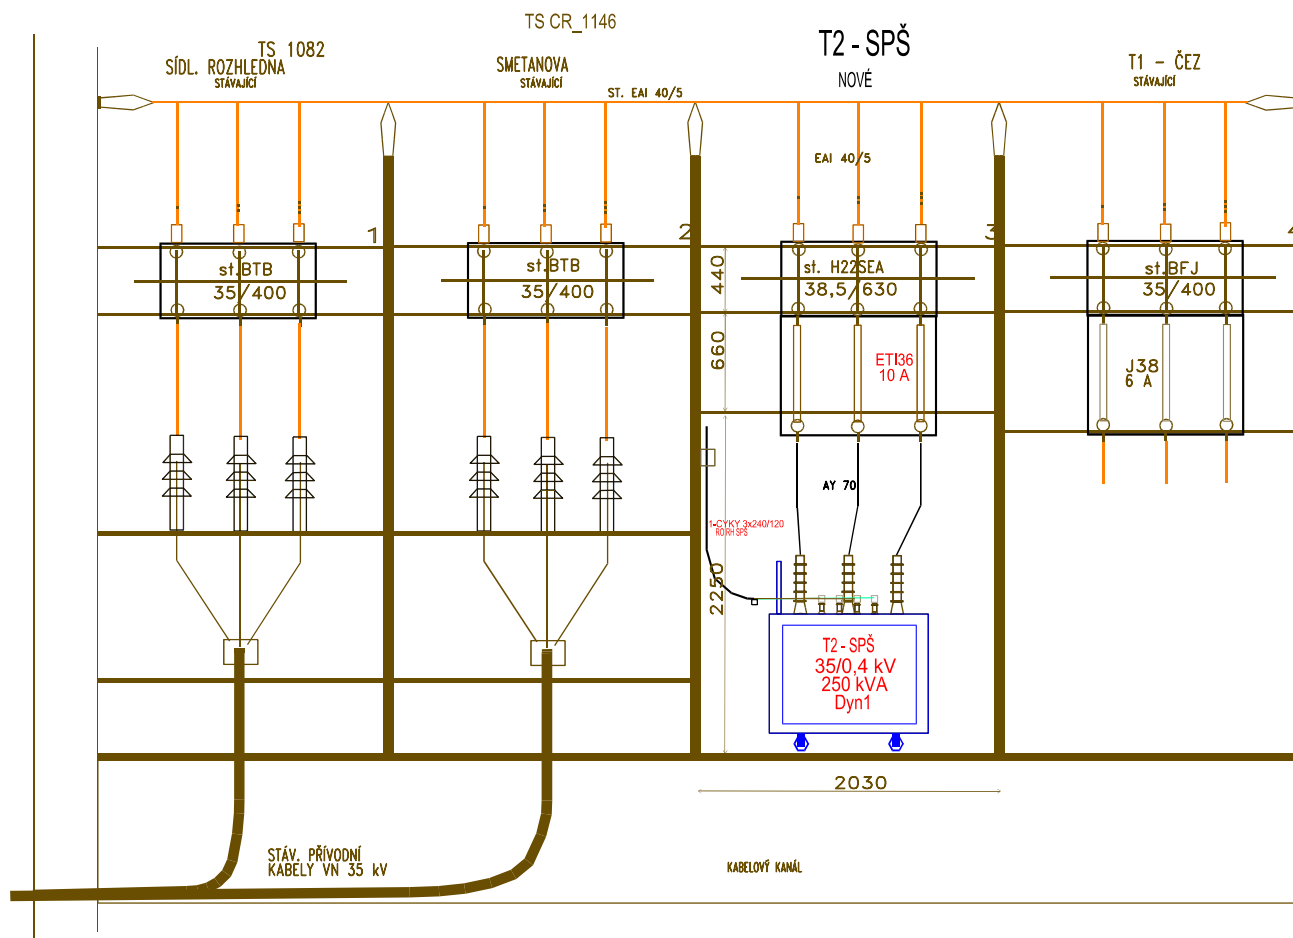 TS CR_1146
TS 1082
SÍDL. ROZHLEDNA
STÁVAJÍCÍ
SMETANOVA
STÁVAJÍCÍ
T2 - SPŠ
NOVÉ
T1 - ČEZ
STÁVAJÍCÍ
ST. EAI 40/5
EAI 40/5
1
2
3
4
st.BTB
35/400
st.BTB
35/400
st. H22SEA
38,5/630
st.BFJ
35/400
440
660
2250
ETI36
10 A
J38
6 A
AY 70
1-CYKY 3x240/120
RO RH SPŠ
T2 - SPŠ
35/0,4 kV
250 kVA
Dyn1
2030
STÁV. PŘÍVODNÍ
KABELY VN 35 kV
KABELOVÝ KANÁL